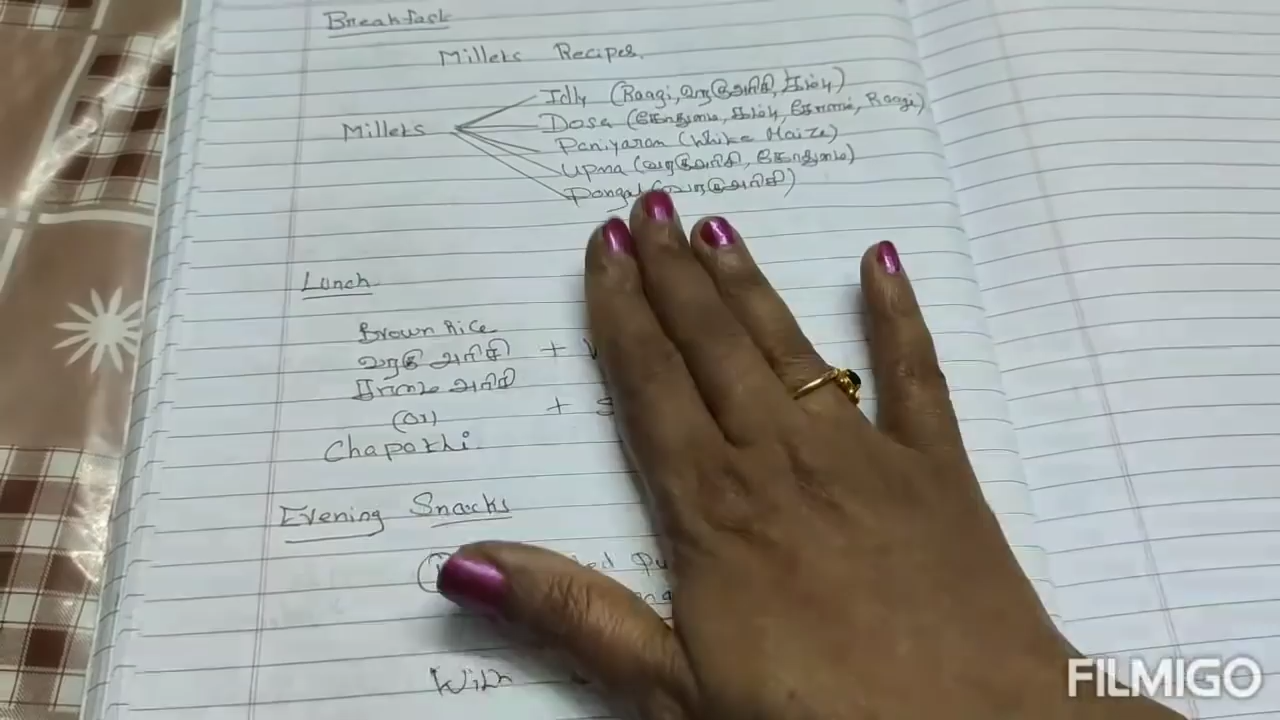 Breakfast
Millets Recipes.
Idly (Raagi, வரகுஅரிசி, கம்பு)
Millets
Dosa (கோதுமை, கம்பு, சோளம், Raagi)
Paniyaram (White Maize)
Upma (வரகுஅரிசி, கோதுமை)
Pongal (வரகுஅரிசி)
Lunch
Brown Rice
வரகு அரிசி +
அரிசி
(or) +
Chapathi.
Evening Snacks
With
FILMIGO